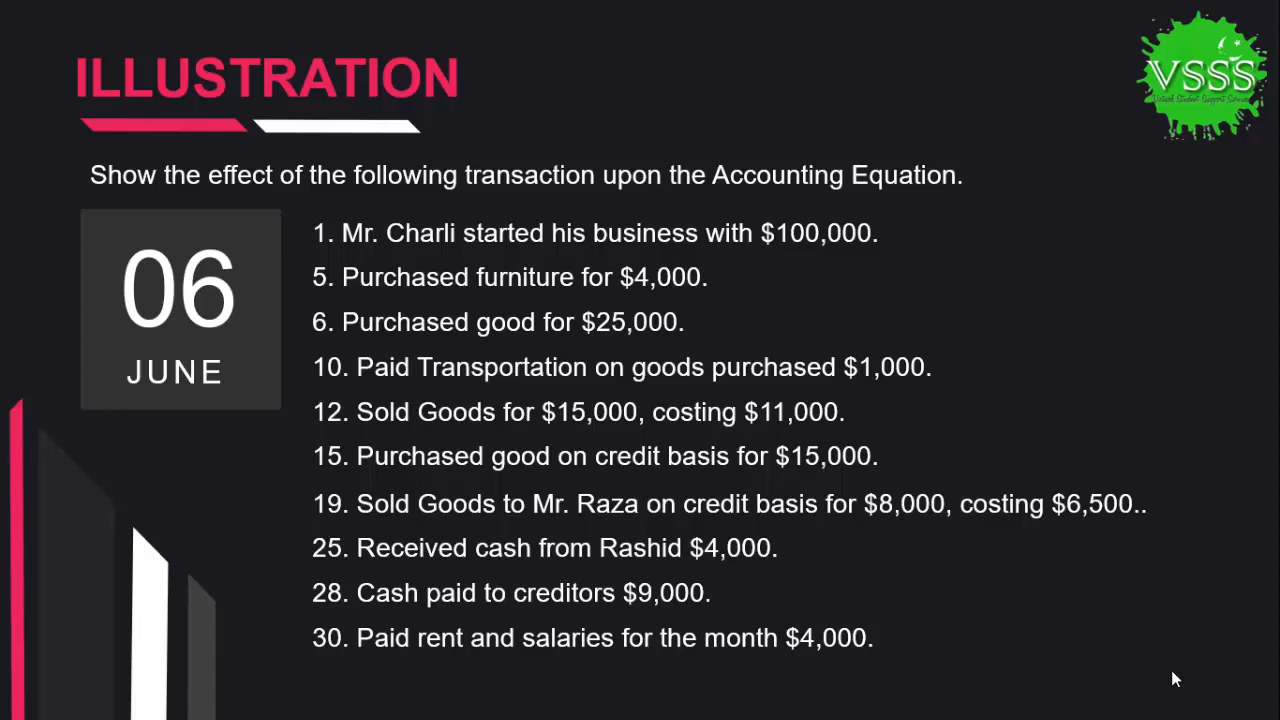 ILLUSTRATION
VSSS
Virtual Student Support Services
Show the effect of the following transaction upon the Accounting Equation.
06
JUNE
1. Mr. Charli started his business with $100,000.
5. Purchased furniture for $4,000.
6. Purchased good for $25,000.
10. Paid Transportation on goods purchased $1,000.
12. Sold Goods for $15,000, costing $11,000.
15. Purchased good on credit basis for $15,000.
19. Sold Goods to Mr. Raza on credit basis for $8,000, costing $6,500..
25. Received cash from Rashid $4,000.
28. Cash paid to creditors $9,000.
30. Paid rent and salaries for the month $4,000.